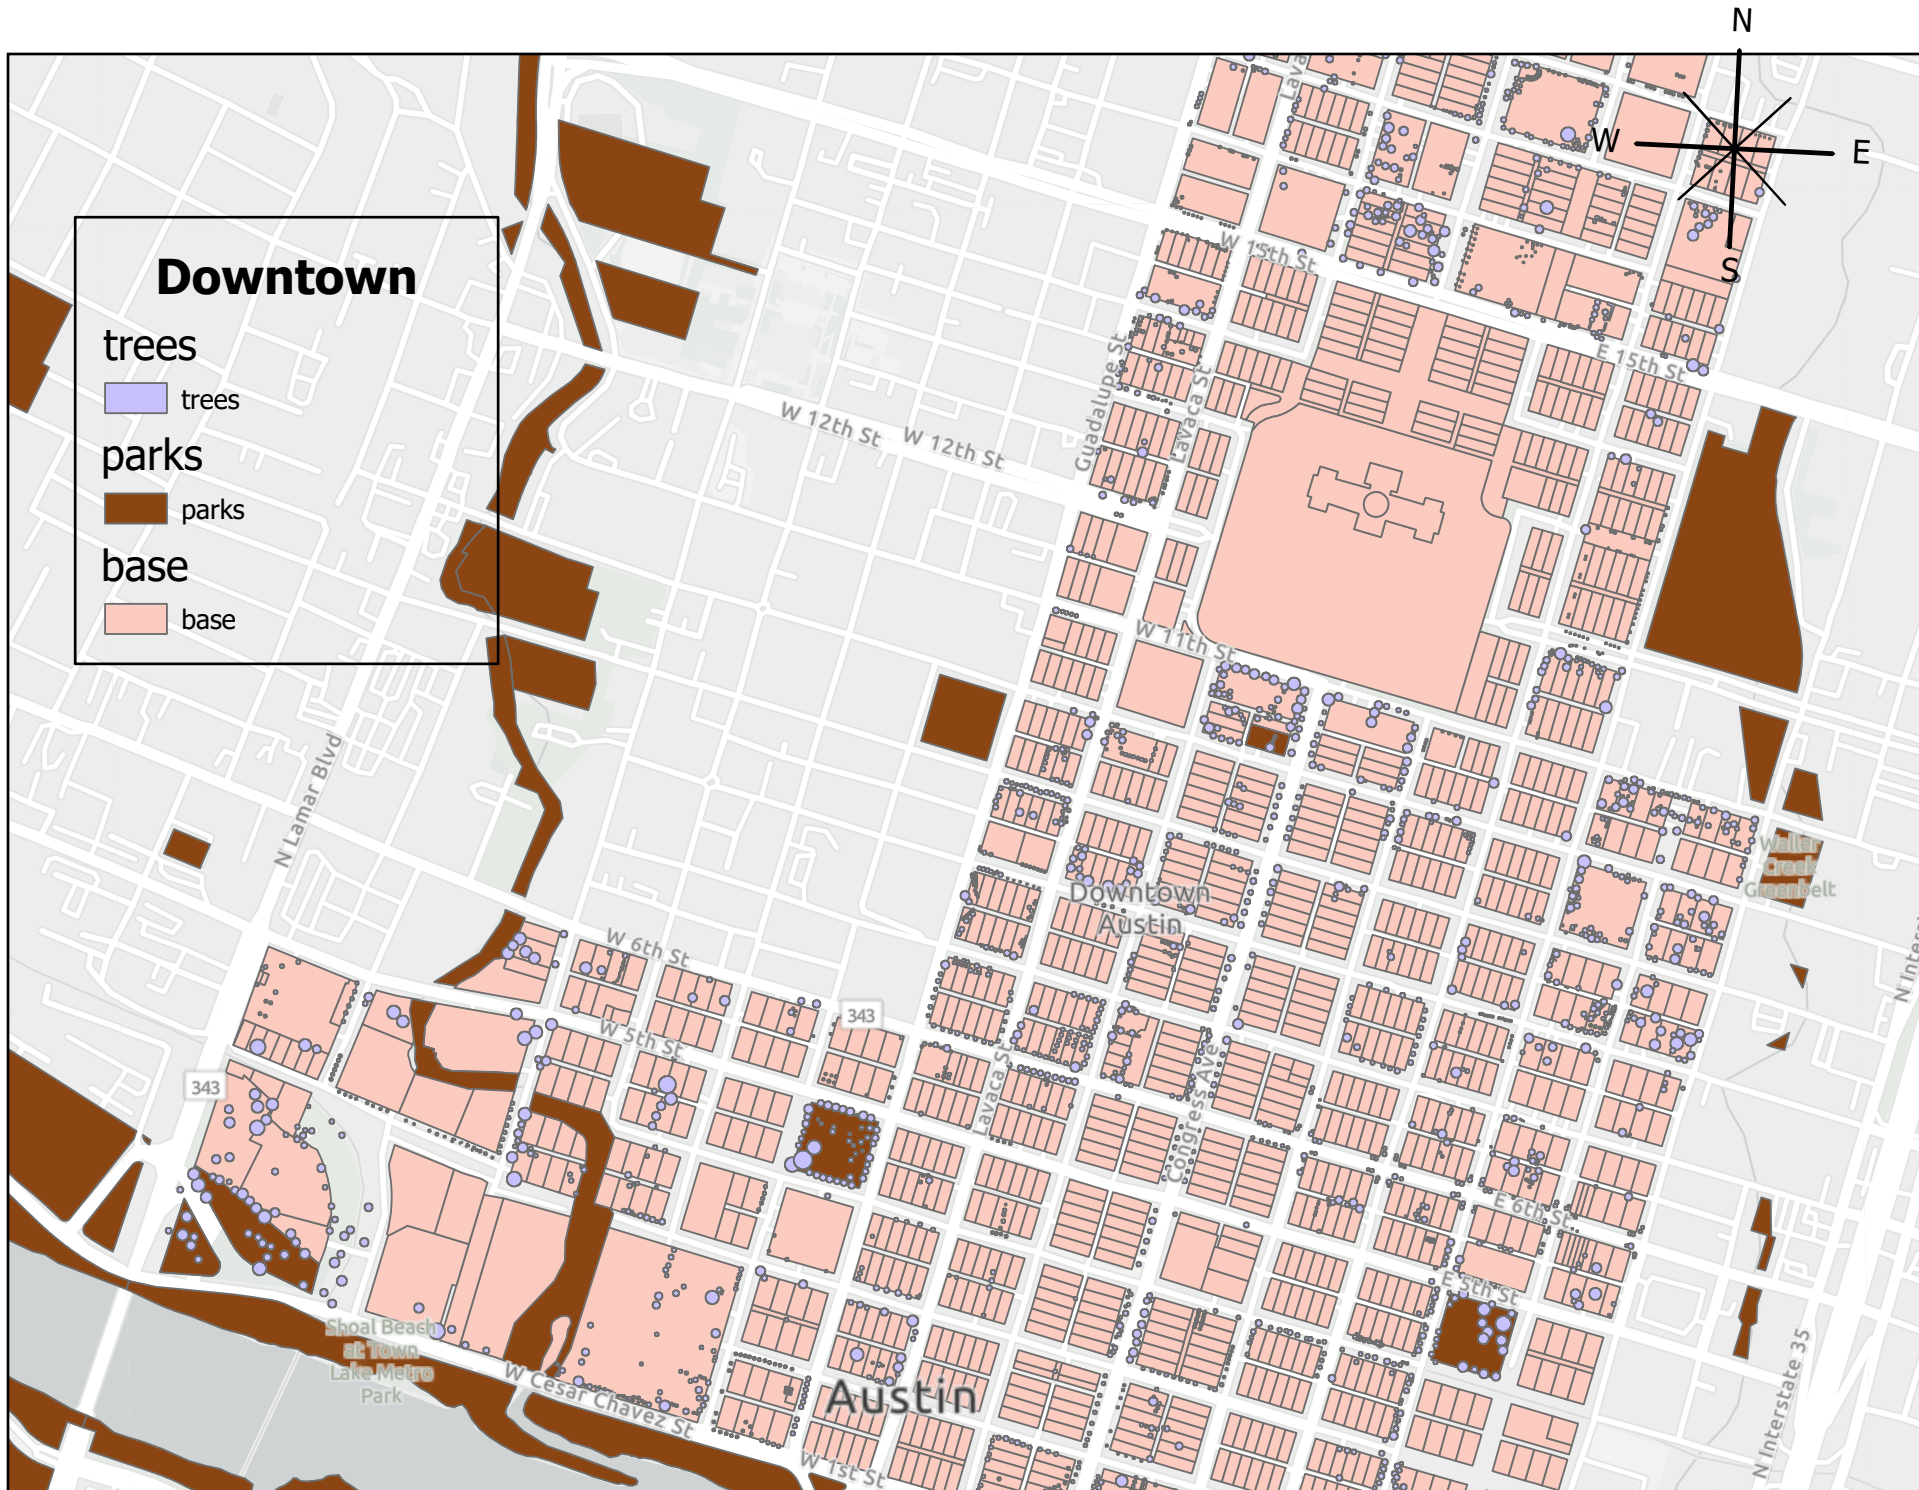 N
W
E
S
Downtown
trees
trees
parks
parks
base
base
Lava
W 15th St
E 15th St
Guadalupe St
Lavaca St
W 12th St
W 12th St
W 11th St
N Lamar Blvd
Waller
Creek
Greenbelt
Downtown
Austin
W 6th St
343
W 5th St
343
Lavaca St
Congress Ave
N Inters
E 6th St
E 5th St
Shoal Beach
at Town
Lake Metro
Park
W Cesar Chavez St
Austin
W 1st St
N Interstate 35